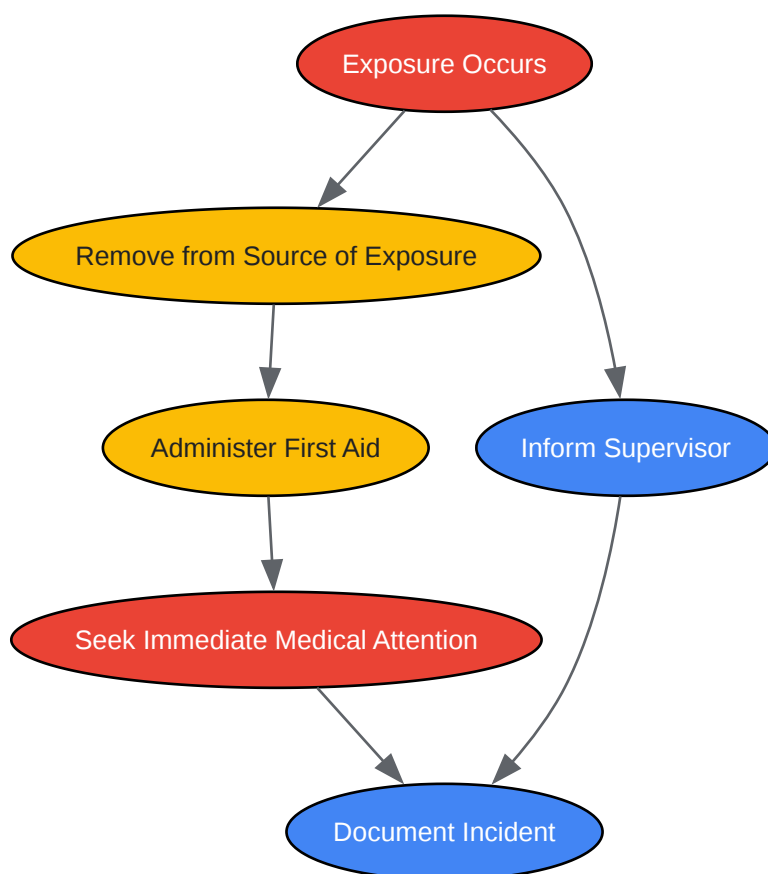 Exposure Occurs
Remove from Source of Exposure
Administer First Aid
Inform Supervisor
Seek Immediate Medical Attention
Document Incident